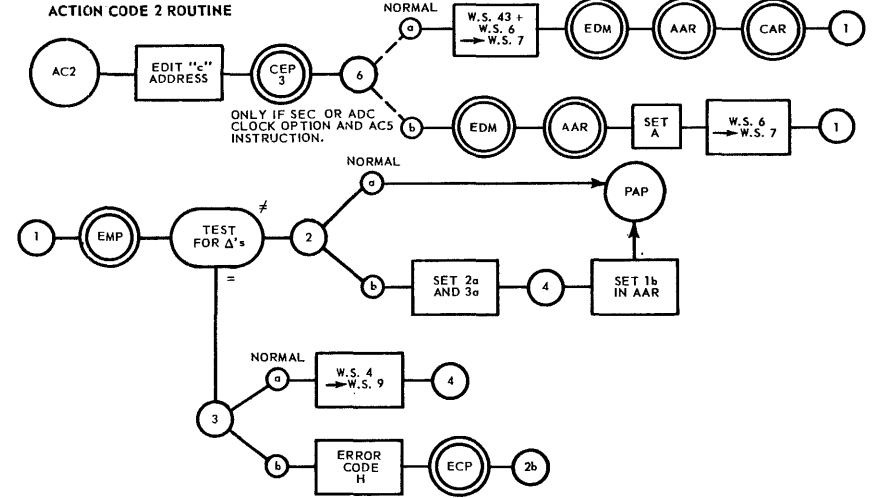 ACTION CODE 2 ROUTINE
AC2
EDIT "c"
ADDRESS
CEP
3
6
ONLY IF SEC OR ADC
CLOCK OPTION AND AC5
INSTRUCTION.
NORMAL
a
W.S. 43 +
W.S. 6
→ W.S. 7
EDM
AAR
CAR
1
b
EDM
AAR
SET
A
W.S. 6
→ W.S. 7
1
1
EMP
TEST
FOR Δ's
≠
=
2
NORMAL
a
PAP
b
SET 2a
AND 3a
4
SET 1b
IN AAR
3
NORMAL
a
W.S. 4
→ W.S. 9
4
b
ERROR
CODE
H
ECP
2b